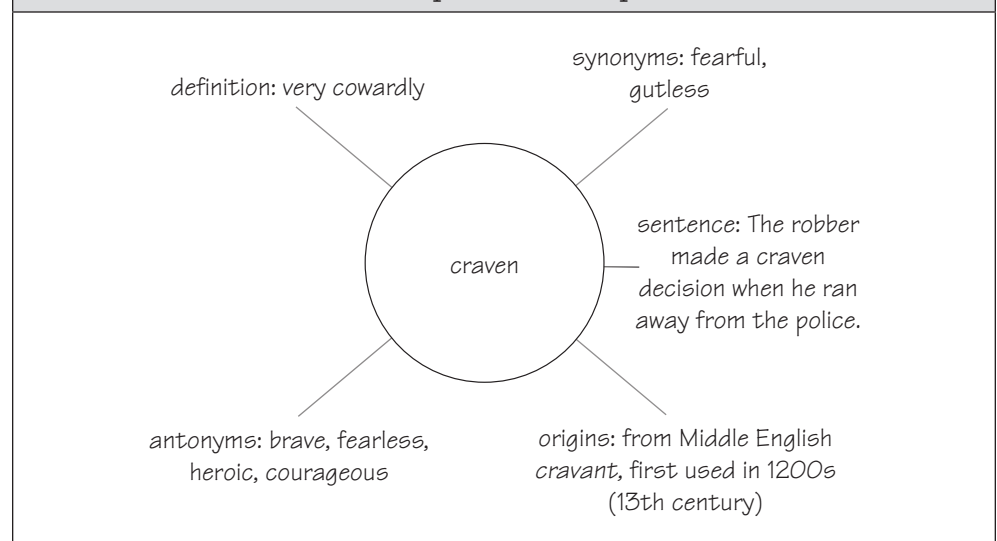 definition: very cowardly
synonyms: fearful,
gutless
craven
sentence: The robber
made a craven
decision when he ran
away from the police.
antonyms: brave, fearless,
heroic, courageous
origins: from Middle English
cravant, first used in 1200s
(13th century)